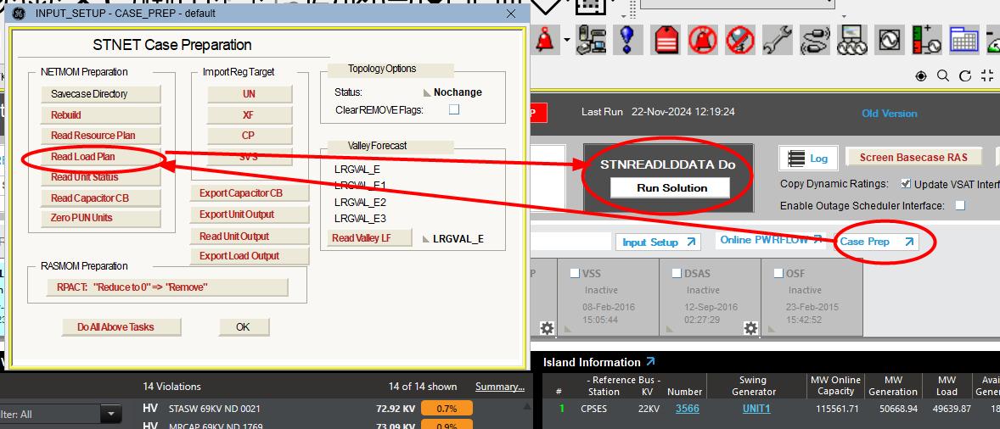 INPUT_SETUP - CASE_PREP - default
STNET Case Preparation
NETMOM Preparation
Savecase Directory
Rebuild
Read Resource Plan
Read Load Plan
Read Unit Status
Read Capacitor CB
Zero PUN Units
Import Reg Target
UN
XF
CP
SVS
Export Capacitor CB
Export Unit Output
Read Unit Output
Export Load Output
Topology Options
Status: Nochange
Clear REMOVE Flags:
Valley Forecast
LRGVAL_E
LRGVAL_E1
LRGVAL_E2
LRGVAL_E3
Read Valley LF LRGVAL_E
RASMOM Preparation
RPACT: "Reduce to 0" => "Remove"
Do All Above Tasks
OK
Last Run 22-Nov-2024 12:19:24
Old Version
STNREADLDDATA Do
Run Solution
Log
Screen Basecase RAS
Copy Dynamic Ratings:
Update VSAT Interf
Enable Outage Scheduler Interface:
Input Setup
Online PWRFLOW
Case Prep
VSS
Inactive
08-Feb-2016
15:05:44
DSAS
Inactive
12-Sep-2016
02:27:29
OSF
Inactive
23-Feb-2015
15:42:52
14 Violations
14 of 14 shown
Summary...
lter: All
HV STASW 69KV ND 0021 72.92 KV 0.7%
HV MRCAP 69KV ND 1769 73.09 KV 0.9%
Island Information
- Reference Bus -
# Station KV Number
Swing
Generator
MW Online
Capacity
MW
Generation
MW
Load
Avai
Gener
1 CPSES 22KV 3566 UNIT1 115561.71 50668.94 49639.87 18